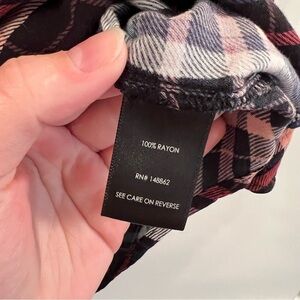 100% RAYON
RN# 148862
SEE CARE ON REVERSE